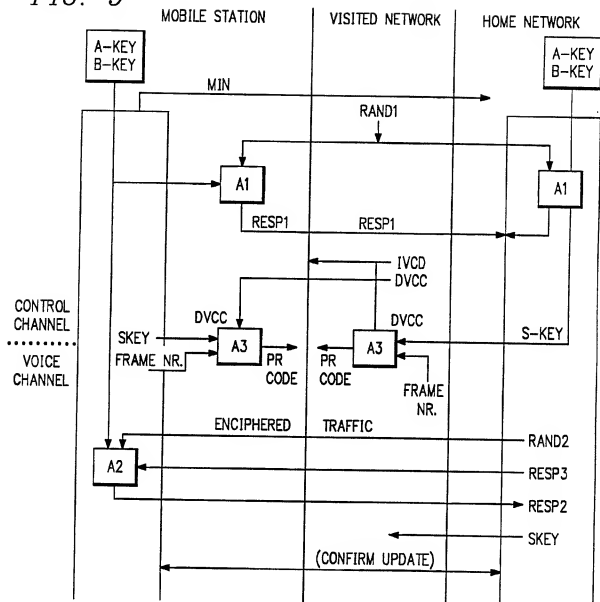 FIG. 9
MOBILE STATION
VISITED NETWORK
HOME NETWORK
A-KEY
B-KEY
A-KEY
B-KEY
MIN
RAND1
A1
A1
RESP1
RESP1
IVCD
DVCC
CONTROL
CHANNEL
VOICE
CHANNEL
DVCC
SKEY
FRAME NR.
A3
PR
CODE
PR
CODE
A3
DVCC
S-KEY
FRAME
NR.
ENCIPHERED TRAFFIC
RAND2
A2
RESP3
RESP2
SKEY
(CONFIRM UPDATE)